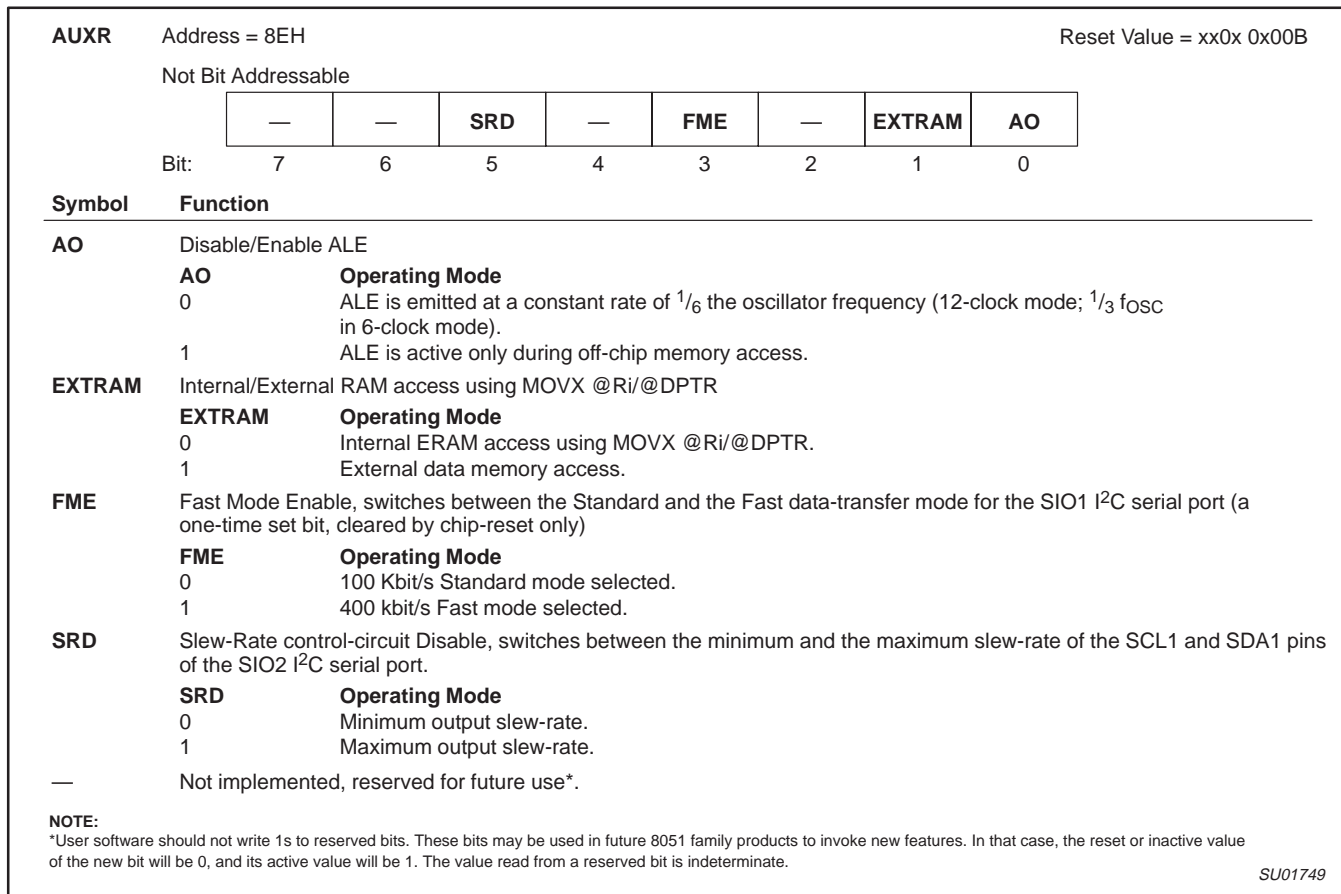 AUXR Address = 8EH Reset Value = xx0x 0x00B
Not Bit Addressable
— — SRD — FME — EXTRAM AO
Bit: 7 6 5 4 3 2 1 0
Symbol Function
AO Disable/Enable ALE
AO Operating Mode
0 ALE is emitted at a constant rate of 1/6 the oscillator frequency (12-clock mode; 1/3 fOSC
in 6-clock mode).
1 ALE is active only during off-chip memory access.
EXTRAM Internal/External RAM access using MOVX @Ri/@DPTR
EXTRAM Operating Mode
0 Internal ERAM access using MOVX @Ri/@DPTR.
1 External data memory access.
FME Fast Mode Enable, switches between the Standard and the Fast data-transfer mode for the SIO1 I2C serial port (a
one-time set bit, cleared by chip-reset only)
FME Operating Mode
0 100 Kbit/s Standard mode selected.
1 400 kbit/s Fast mode selected.
SRD Slew-Rate control-circuit Disable, switches between the minimum and the maximum slew-rate of the SCL1 and SDA1 pins
of the SIO2 I2C serial port.
SRD Operating Mode
0 Minimum output slew-rate.
1 Maximum output slew-rate.
— Not implemented, reserved for future use*.
NOTE:
*User software should not write 1s to reserved bits. These bits may be used in future 8051 family products to invoke new features. In that case, the reset or inactive value
of the new bit will be 0, and its active value will be 1. The value read from a reserved bit is indeterminate.
SU01749